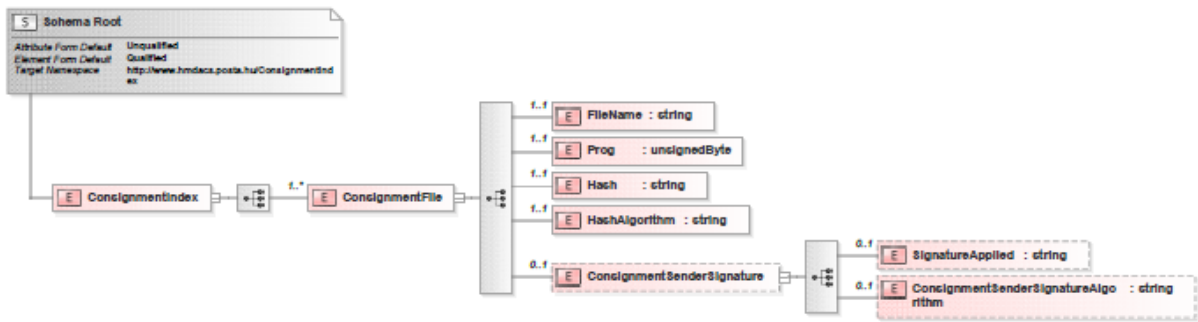 S Schema Root
Attribute Form Default Unqualified
Element Form Default Qualified
Target Namespace http://www.hmdaca.posta.hu/ConsignmentInd
ex
1..1
E FileName : string
1..1
E Prog : unsignedByte
1..1
E Hash : string
1..1
E HashAlgorithm : string
E ConsignmentIndex
1..*
E ConsignmentFile
0..1
E ConsignmentSenderSignature
0..1
E SignatureApplied : string
0..1
E ConsignmentSenderSignatureAlgo : string
rithm